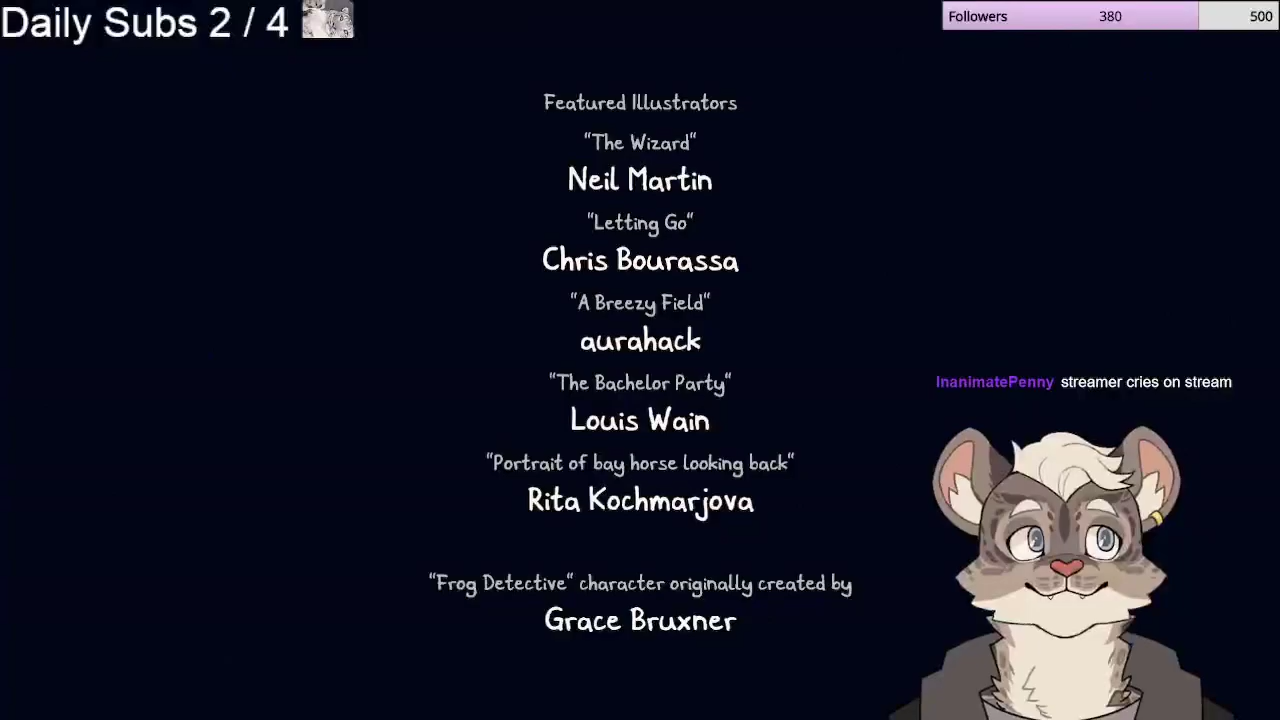 Daily Subs 2 / 4
Followers 380 500
Featured Illustrators
"The Wizard"
Neil Martin
"Letting Go"
Chris Bourassa
"A Breezy Field"
aurahack
"The Bachelor Party"
Louis Wain
"Portrait of bay horse looking back"
Rita Kochmarjova
"Frog Detective" character originally created by
Grace Bruxner
InanimatePenny streamer cries on stream